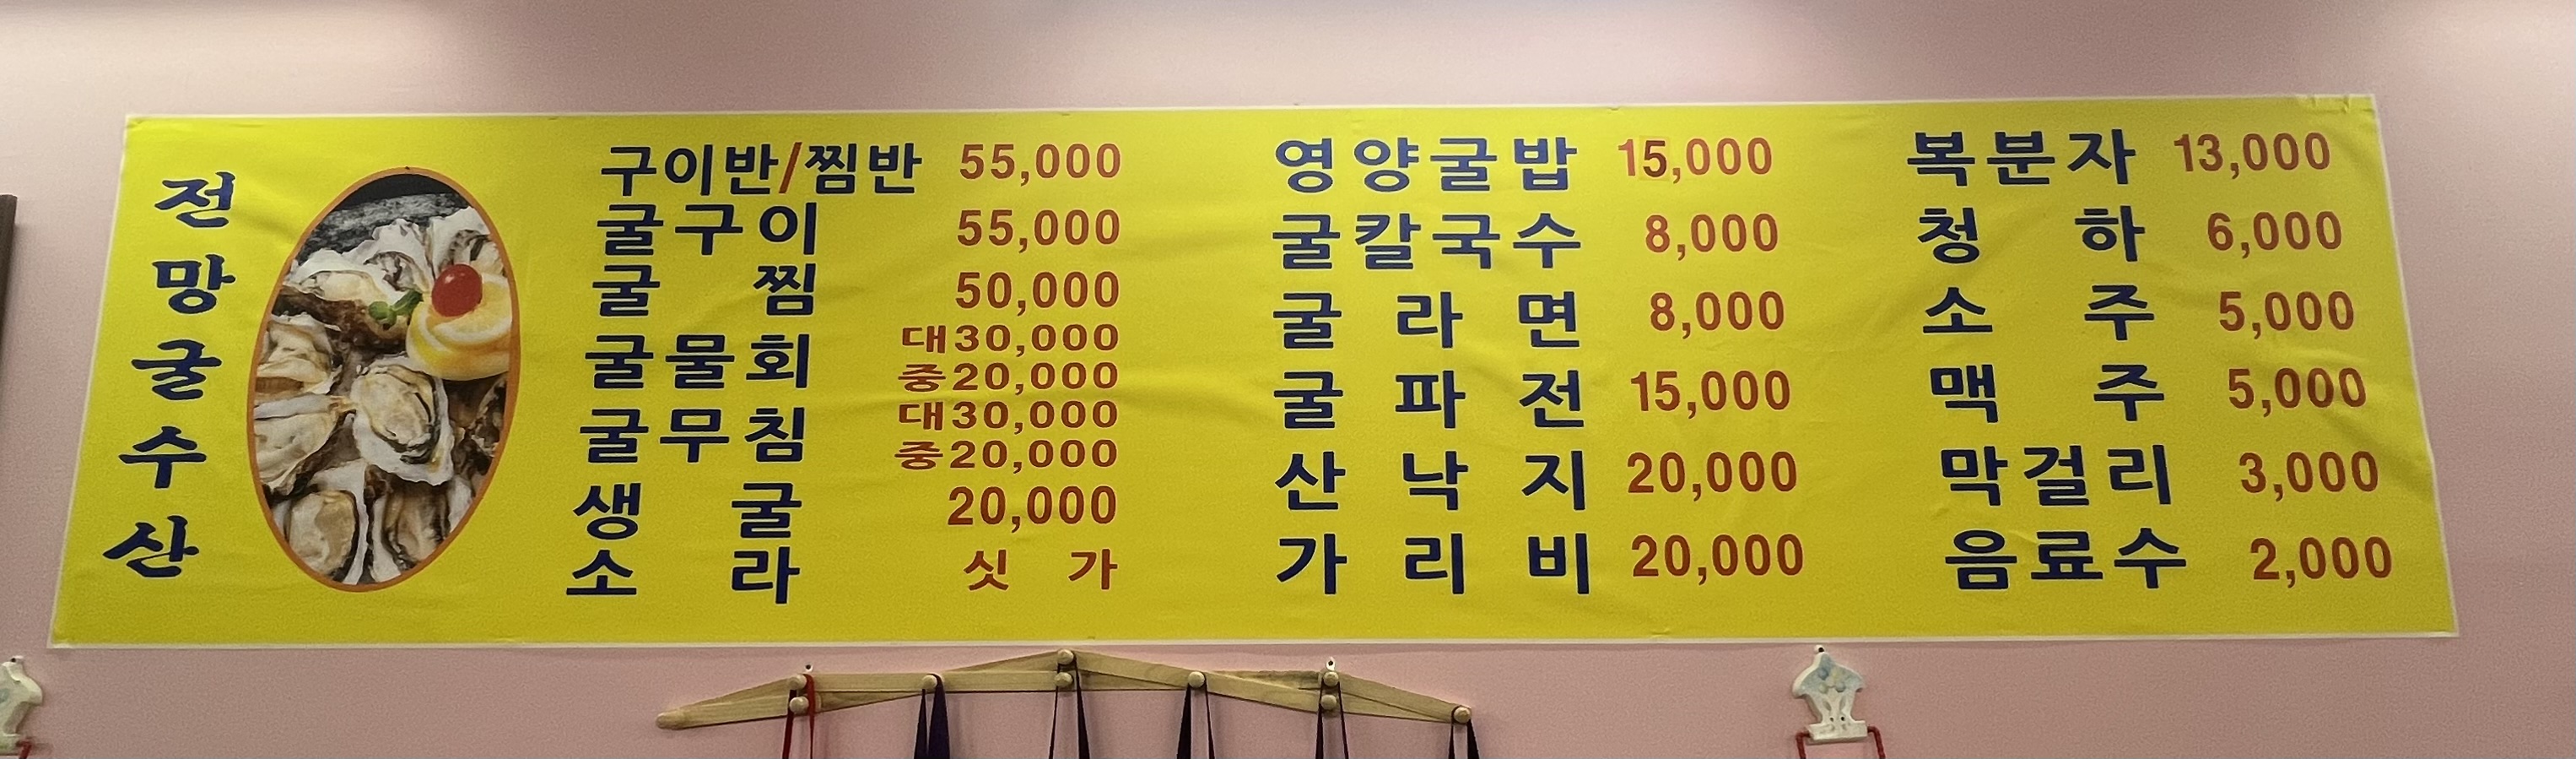 전망굴수산
구이반/찜반 55,000
굴구이 55,000
굴찜 50,000
굴물회 대30,000
중20,000
굴무침 대30,000
중20,000
생굴 20,000
소라 싯가
영양굴밥 15,000
굴칼국수 8,000
굴라면 8,000
굴파전 15,000
산낙지 20,000
가리비 20,000
복분자 13,000
청하 6,000
소주 5,000
맥주 5,000
막걸리 3,000
음료수 2,000